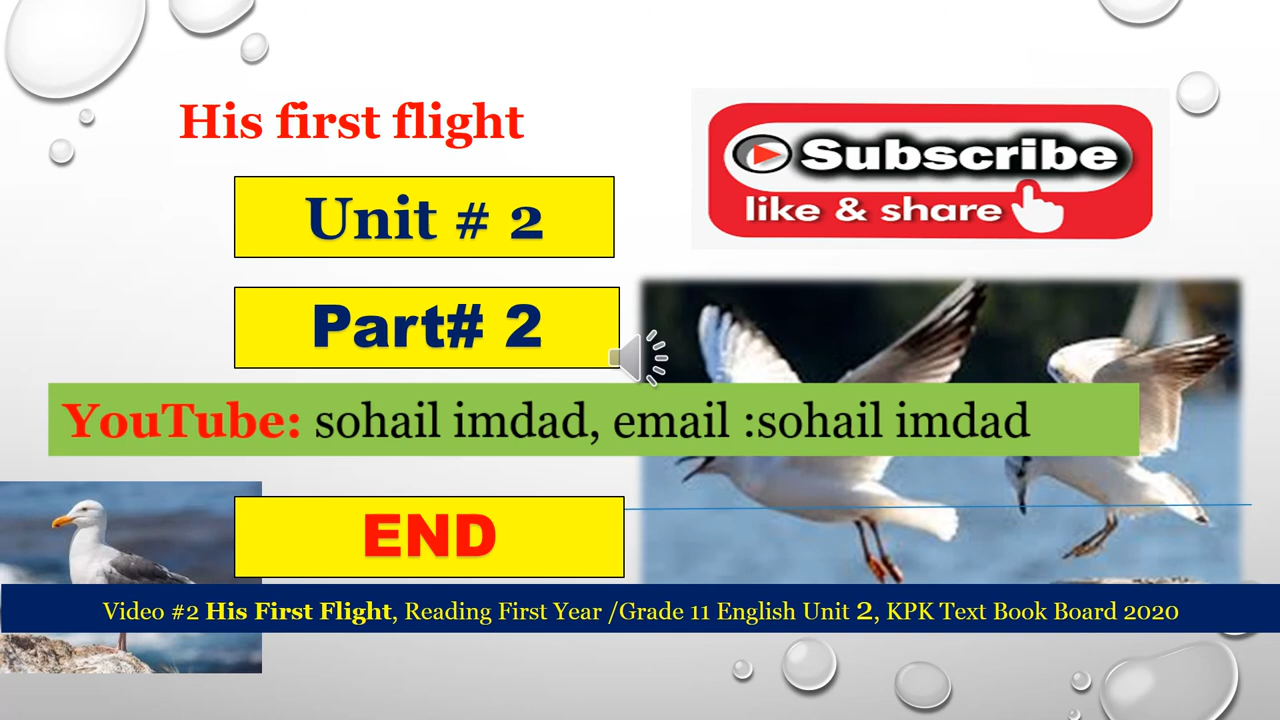 His first flight
Subscribe
like & share
Unit # 2
Part# 2
YouTube: sohail imdad, email :sohail imdad
END
Video #2 His First Flight, Reading First Year /Grade 11 English Unit 2, KPK Text Book Board 2020